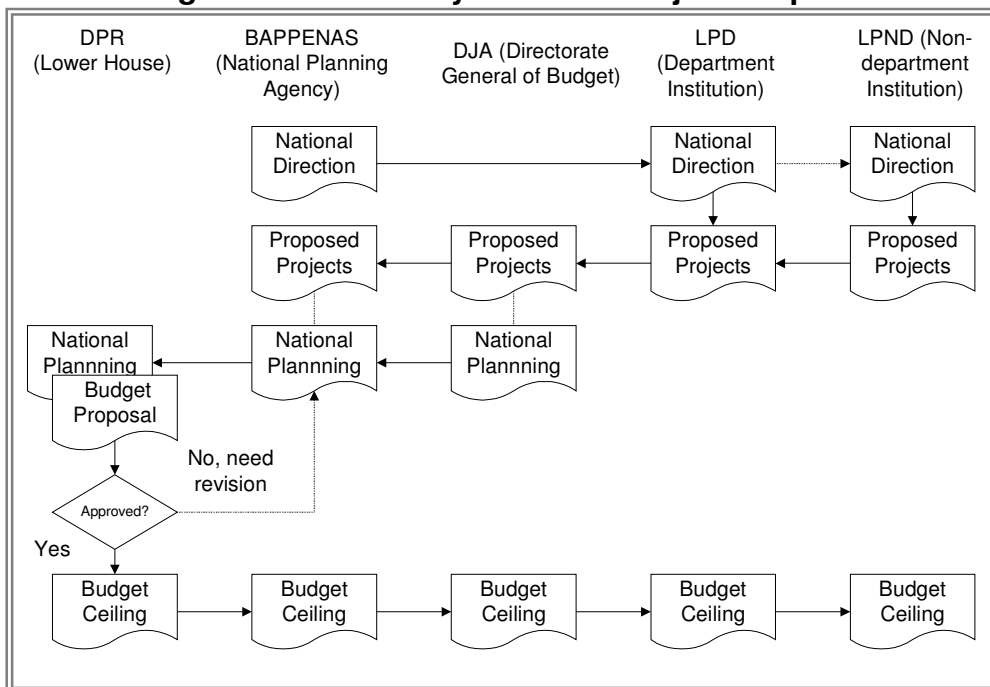 DPR
(Lower House)
BAPPENAS
(National Planning
Agency)
DJA (Directorate
General of Budget)
LPD
(Department
Institution)
LPND (Non-
department
Institution)
National
Direction
National
Direction
National
Direction
Proposed
Projects
Proposed
Projects
Proposed
Projects
Proposed
Projects
National
Plannning
National
Plannning
National
Plannning
Budget
Proposal
No, need
revision
Approved?
Yes
Budget
Ceiling
Budget
Ceiling
Budget
Ceiling
Budget
Ceiling
Budget
Ceiling